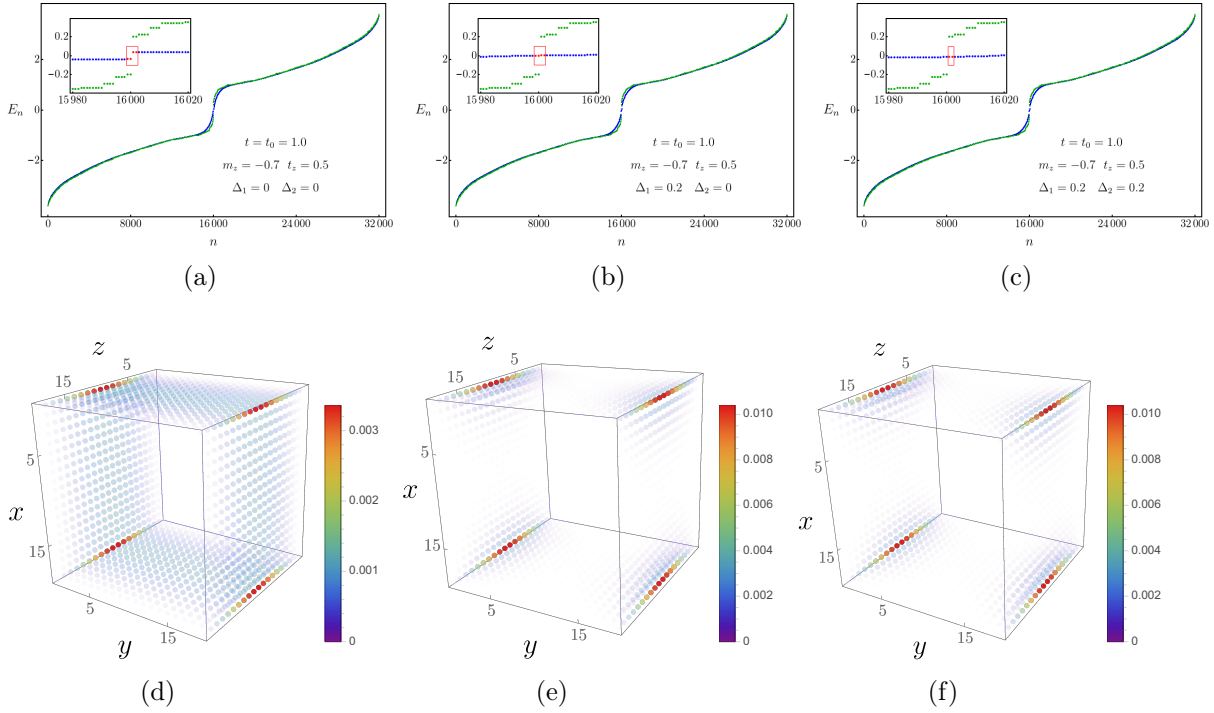 0.2
0
−0.2
15980 16000 16020
2
0
−2
E_n
t = t_0 = 1.0
m_z = −0.7 t_z = 0.5
Δ_1 = 0 Δ_2 = 0
0 8000 16000 24000 32000
n
(a)
0.2
0
−0.2
15980 16000 16020
2
0
−2
E_n
t = t_0 = 1.0
m_z = −0.7 t_z = 0.5
Δ_1 = 0.2 Δ_2 = 0
0 8000 16000 24000 32000
n
(b)
0.2
0
−0.2
15980 16000 16020
2
0
−2
E_n
t = t_0 = 1.0
m_z = −0.7 t_z = 0.5
Δ_1 = 0.2 Δ_2 = 0.2
0 8000 16000 24000 32000
n
(c)
z
5
15
5
x
15
5
15
y
0.003
0.002
0.001
0
(d)
z
5
15
5
x
15
5
15
y
0.010
0.008
0.006
0.004
0.002
0
(e)
z
5
15
5
x
15
5
15
y
0.010
0.008
0.006
0.004
0.002
0
(f)